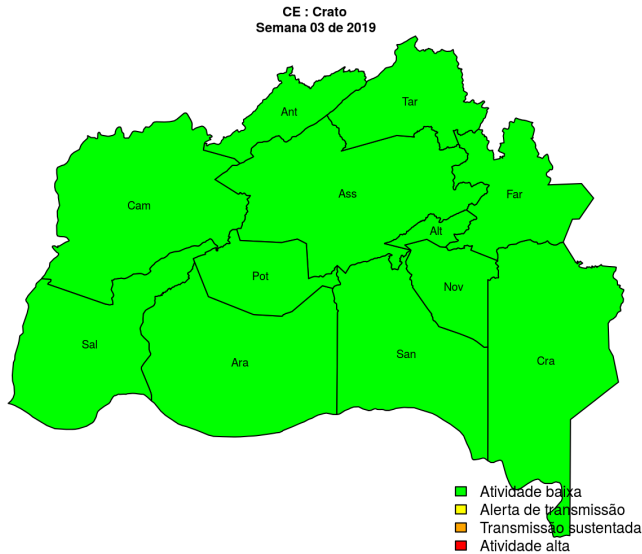 CE : Crato
Semana 03 de 2019
Tar
Ant
Ass
Far
Cam
Alt
Pot
Nov
Sal
San
Cra
Ara
Atividade baixa
Alerta de transmissão
Transmissão sustentada
Atividade alta